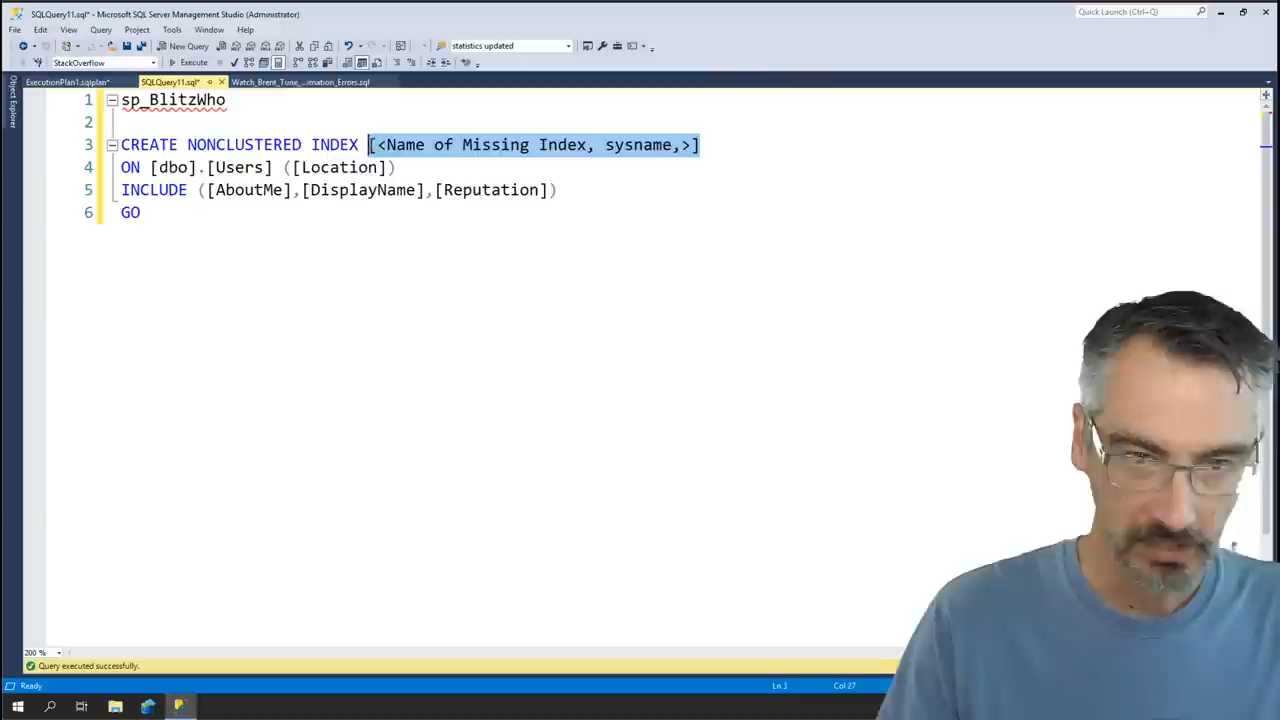 SQLQuery11.sql* - Microsoft SQL Server Management Studio (Administrator)
Quick Launch (Ctrl+Q)
File Edit View Project Tools Window Help
New Query
statistics updated
StackOverflow
Execute
ExecutionPlan1.sqlplan*
SQLQuery11.sql*
Watch_Brent_Tune_...imation_Errors.sql
Object Explorer
1 sp_BlitzWho
2
3 CREATE NONCLUSTERED INDEX [<Name of Missing Index, sysname,>]
4 ON [dbo].[Users] ([Location])
5 INCLUDE ([AboutMe],[DisplayName],[Reputation])
6 GO
200 %
Query executed successfully.
Ready
Ln 3
Col 27